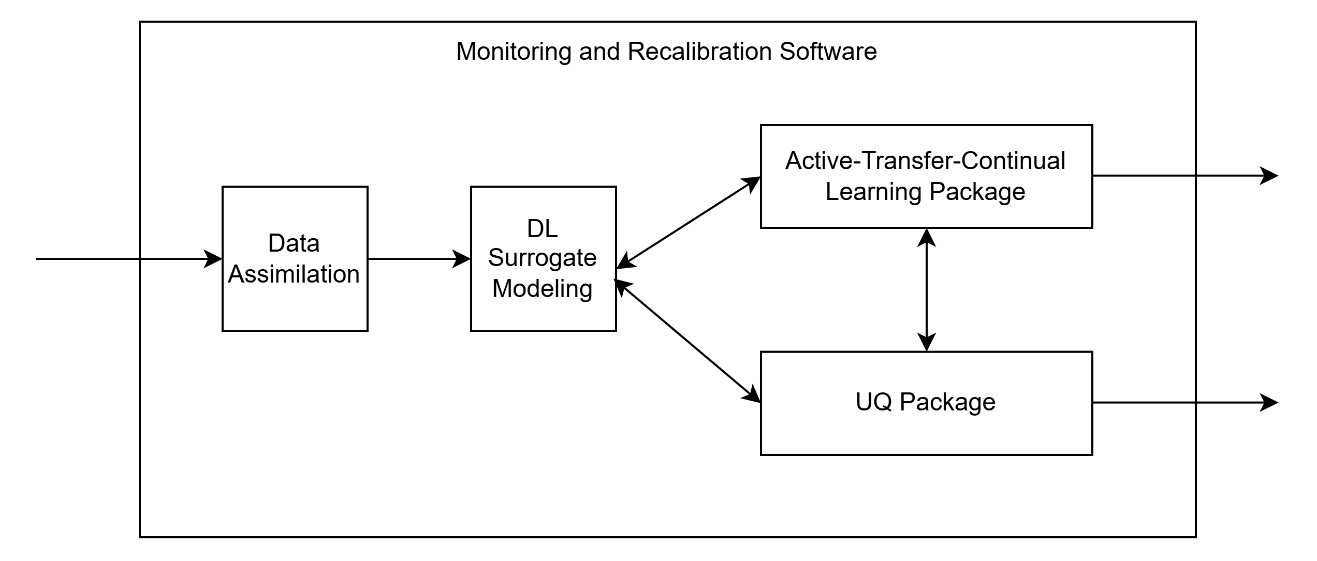 Monitoring and Recalibration Software
Active-Transfer-Continual
Learning Package
Data
Assimilation
DL
Surrogate
Modeling
UQ Package